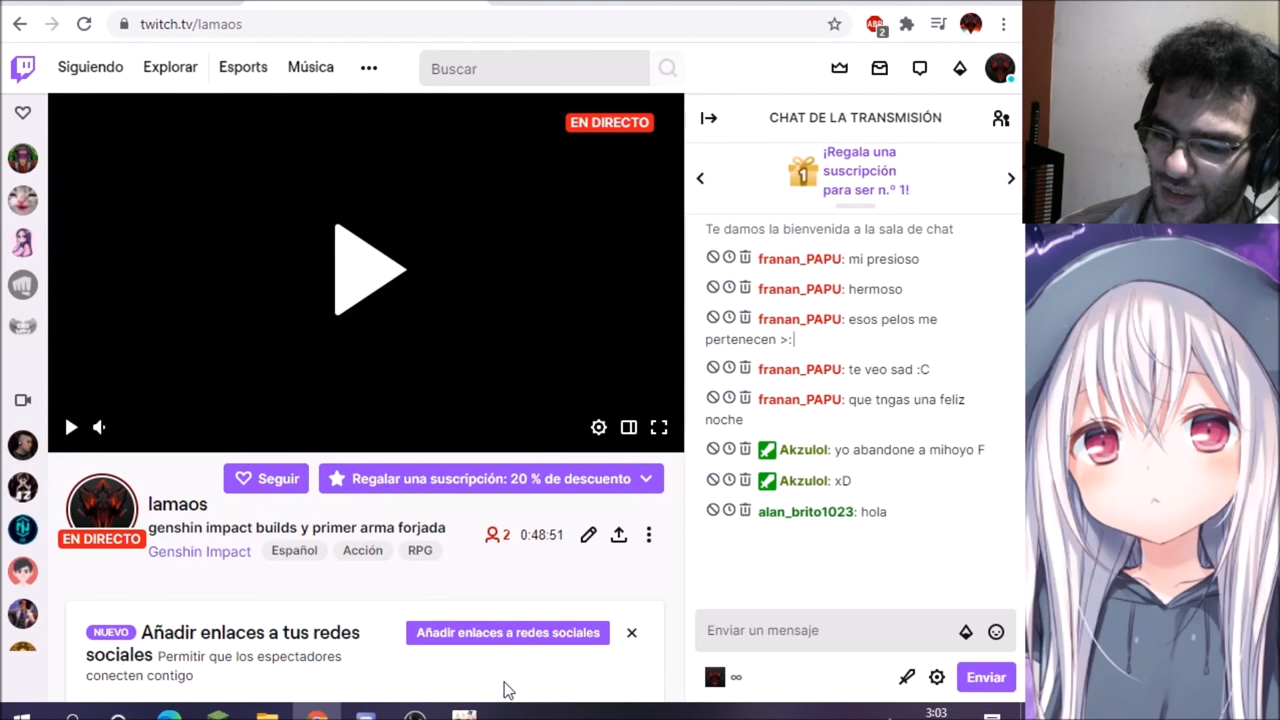 twitch.tv/lamaos
ABP
2
Siguiendo
Explorar
Esports
Música
Buscar
EN DIRECTO
CHAT DE LA TRANSMISIÓN
1
¡Regala una
suscripción
para ser n.º 1!
Te damos la bienvenida a la sala de chat
franan_PAPU: mi presioso
franan_PAPU: hermoso
franan_PAPU: esos pelos me
pertenecen >:|
franan_PAPU: te veo sad :C
franan_PAPU: que tngas una feliz
noche
Akzulol: yo abandone a mihoyo F
Akzulol: xD
alan_brito1023: hola
Seguir
Regalar una suscripción: 20 % de descuento
lamaos
EN DIRECTO
genshin impact builds y primer arma forjada
Genshin Impact
Español
Acción
RPG
2
0:48:51
NUEVO Añadir enlaces a tus redes
sociales Permitir que los espectadores
conecten contigo
Añadir enlaces a redes sociales
Enviar un mensaje
∞
Enviar
3:03